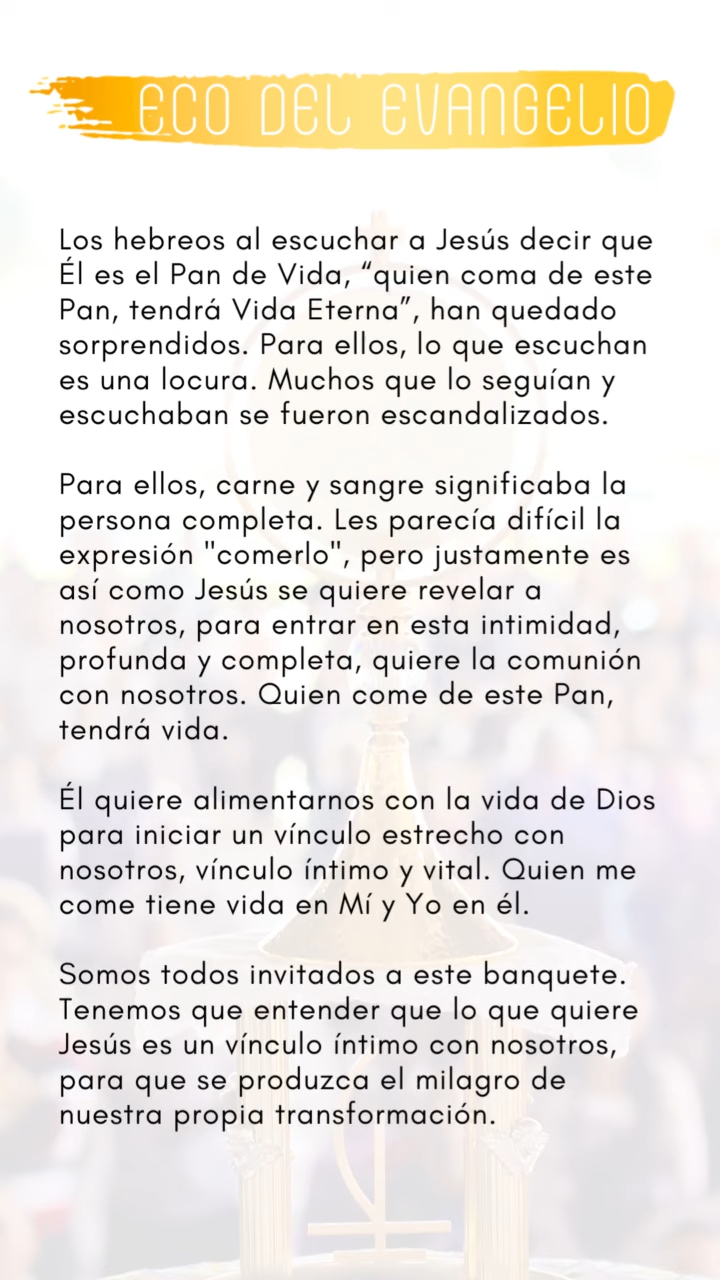 ECO DEL EVANGELIO
Los hebreos al escuchar a Jesús decir que
Él es el Pan de Vida, “quien coma de este
Pan, tendrá Vida Eterna”, han quedado
sorprendidos. Para ellos, lo que escuchan
es una locura. Muchos que lo seguían y
escuchaban se fueron escandalizados.
Para ellos, carne y sangre significaba la
persona completa. Les parecía difícil la
expresión "comerlo", pero justamente es
así como Jesús se quiere revelar a
nosotros, para entrar en esta intimidad,
profunda y completa, quiere la comunión
con nosotros. Quien come de este Pan,
tendrá vida.
Él quiere alimentarnos con la vida de Dios
para iniciar un vínculo estrecho con
nosotros, vínculo íntimo y vital. Quien me
come tiene vida en Mí y Yo en él.
Somos todos invitados a este banquete.
Tenemos que entender que lo que quiere
Jesús es un vínculo íntimo con nosotros,
para que se produzca el milagro de
nuestra propia transformación.